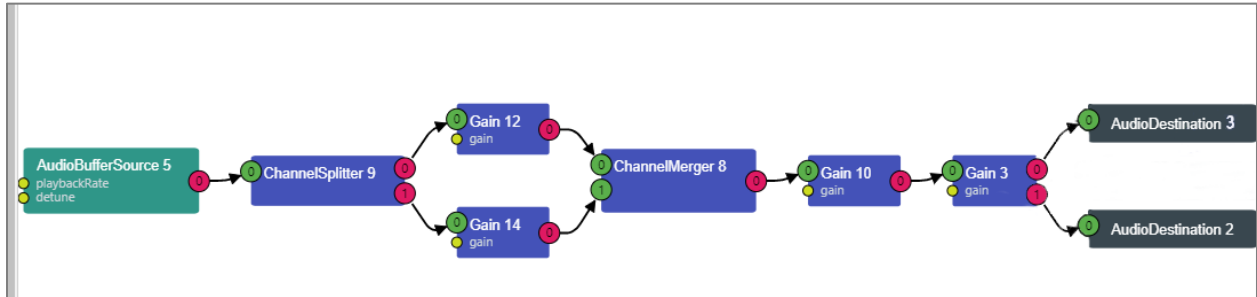 AudioBufferSource 5
playbackRate
detune
0
0
ChannelSplitter 9
0
1
0
Gain 12
gain
0
0
Gain 14
gain
0
0
1
ChannelMerger 8
0
0
Gain 10
gain
0
0
Gain 3
gain
0
1
0
AudioDestination 3
0
AudioDestination 2